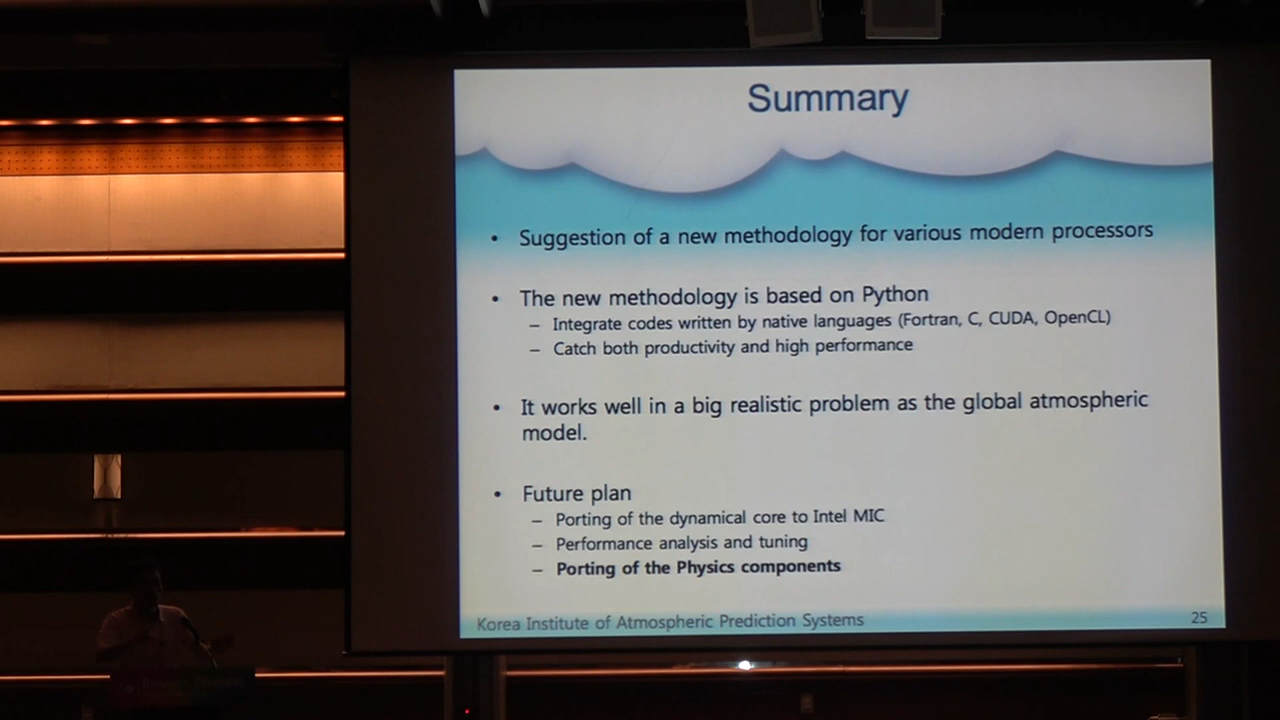 Summary
• Suggestion of a new methodology for various modern processors
• The new methodology is based on Python
– Integrate codes written by native languages (Fortran, C, CUDA, OpenCL)
– Catch both productivity and high performance
• It works well in a big realistic problem as the global atmospheric
model.
• Future plan
– Porting of the dynamical core to Intel MIC
– Performance analysis and tuning
– Porting of the Physics components
Korea Institute of Atmospheric Prediction Systems 25